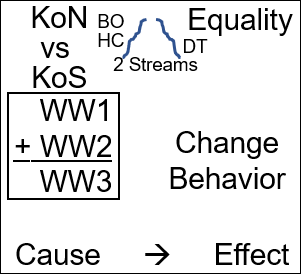 KoN
vs
KoS
BO
HC
DT
2 Streams
Equality
WW1
+ WW2
WW3
Change
Behavior
Cause → Effect